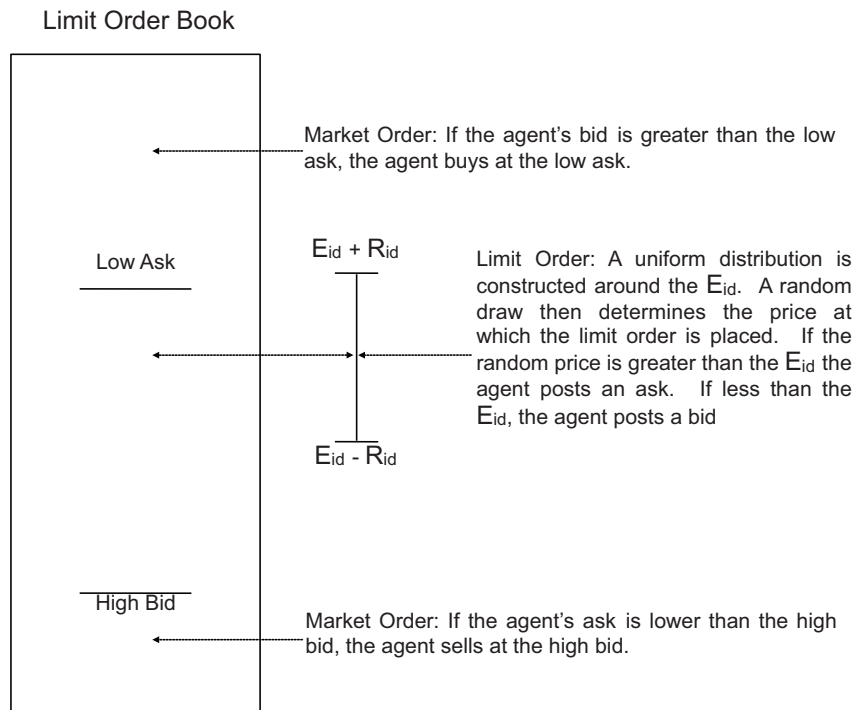 Limit Order Book
Market Order: If the agent's bid is greater than the low
ask, the agent buys at the low ask.
Low Ask
Eid + Rid
Limit Order: A uniform distribution is
constructed around the Eid. A random
draw then determines the price at
which the limit order is placed. If the
random price is greater than the Eid the
agent posts an ask. If less than the
Eid, the agent posts a bid
Eid - Rid
High Bid
Market Order: If the agent's ask is lower than the high
bid, the agent sells at the high bid.